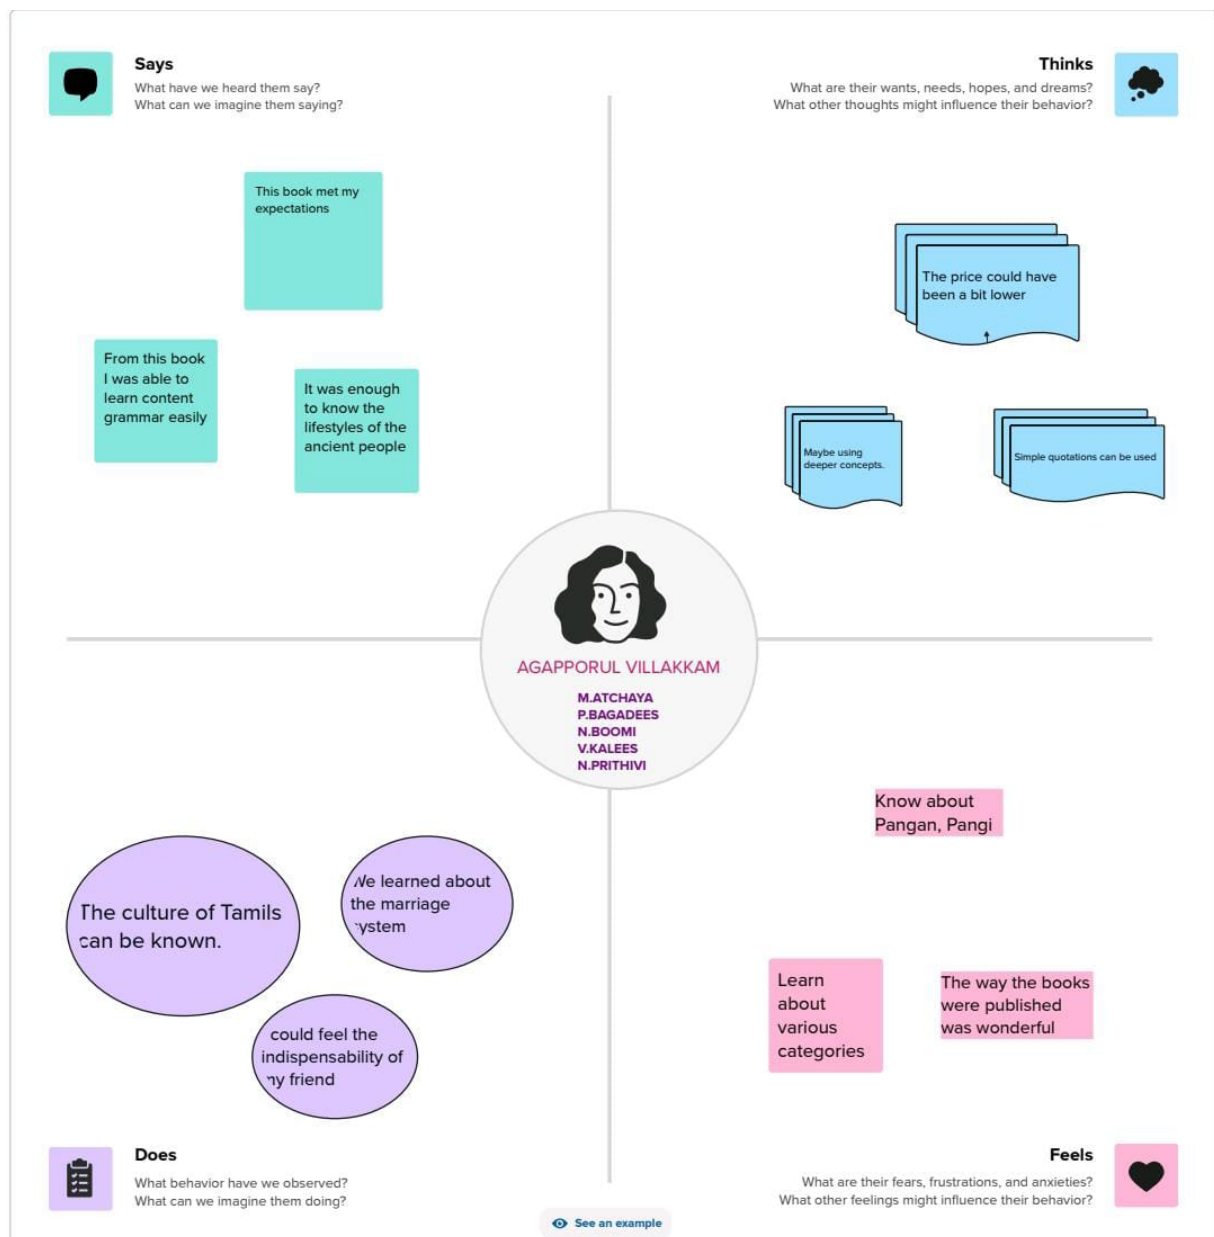 Says
What have we heard them say?
What can we imagine them saying?
Thinks
What are their wants, needs, hopes, and dreams?
What other thoughts might influence their behavior?
This book met my
expectations
From this book
I was able to
learn content
grammar easily
It was enough
to know the
lifestyles of the
ancient people
The price could have
been a bit lower
Maybe using
deeper concepts.
Simple quotations can be used
AGAPPORUL VILLAKKAM
M.ATCHAYA
P.BAGADEES
N.BOOMI
V.KALEES
N.PRITHIVI
The culture of Tamils
can be known.
We learned about
the marriage
ystem
could feel the
indispensability of
my friend
Know about
Pangan, Pangi
Learn
about
various
categories
The way the books
were published
was wonderful
Does
What behavior have we observed?
What can we imagine them doing?
Feels
What are their fears, frustrations, and anxieties?
What other feelings might influence their behavior?
See an example